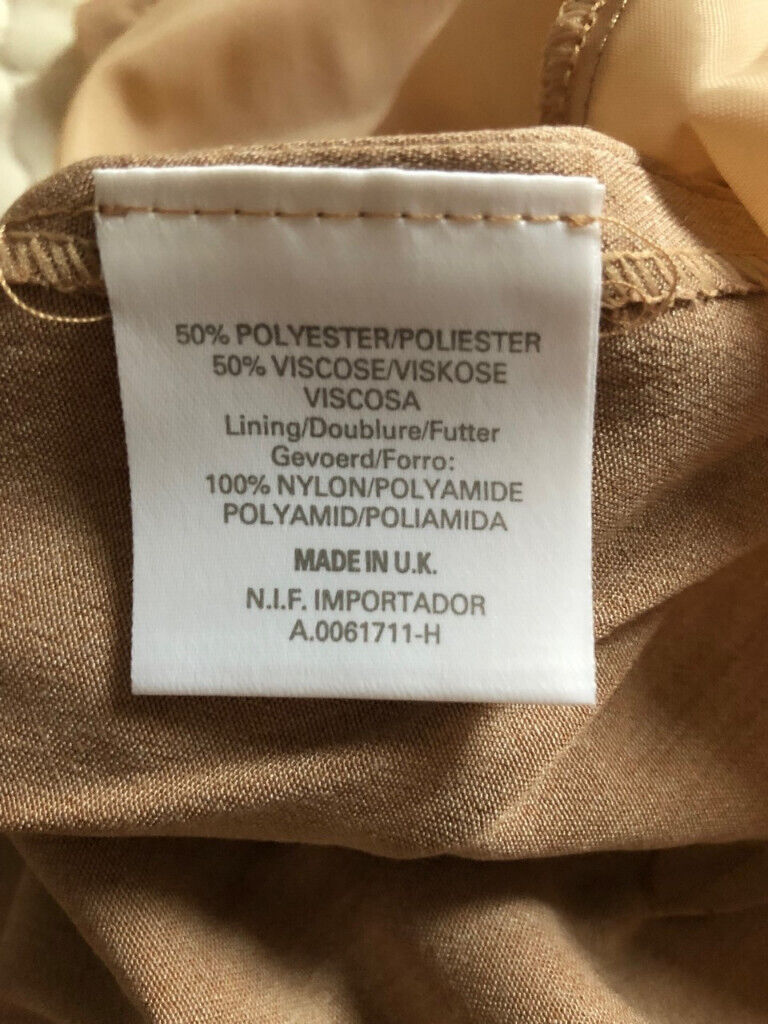 50% POLYESTER/POLIESTER
50% VISCOSE/VISKOSE
VISCOSA
Lining/Doublure/Futter
Gevoerd/Forro:
100% NYLON/POLYAMIDE
POLYAMID/POLIAMIDA
MADE IN U.K.
N.I.F. IMPORTADOR
A.0061711-H